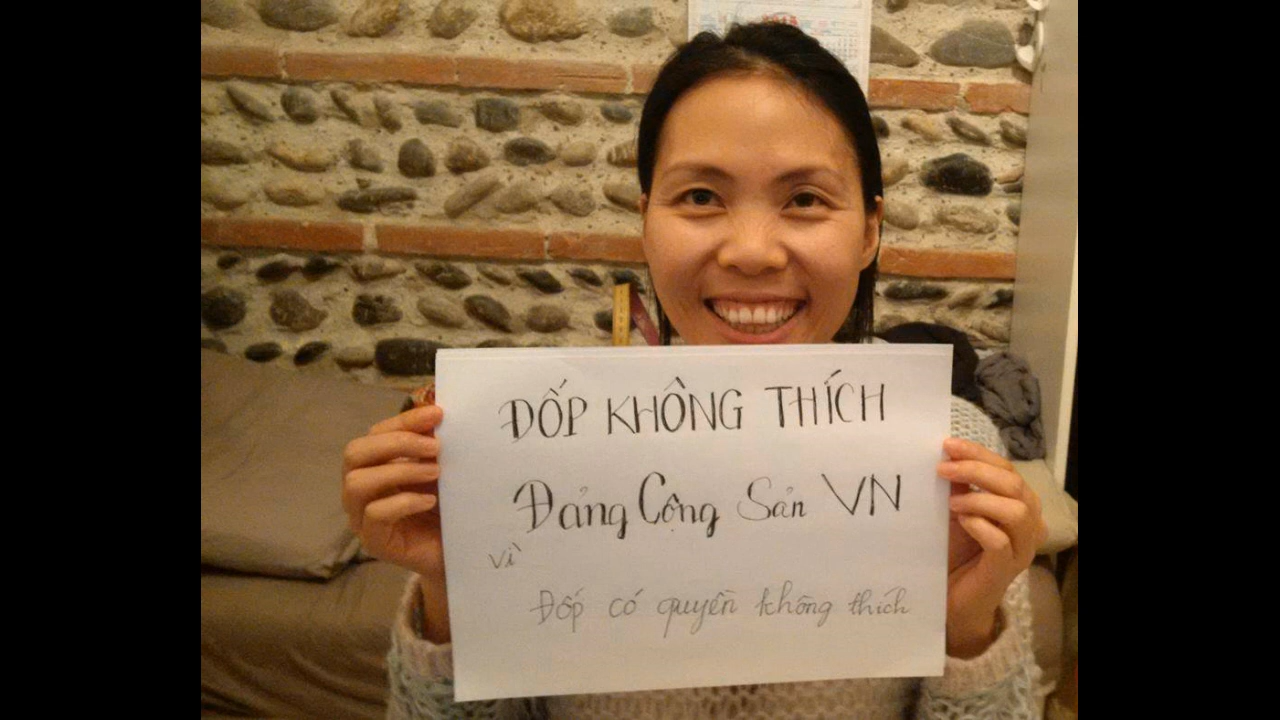 ĐỐP KHÔNG THÍCH
Đảng Cộng Sản VN
vì
Đốp có quyền không thích